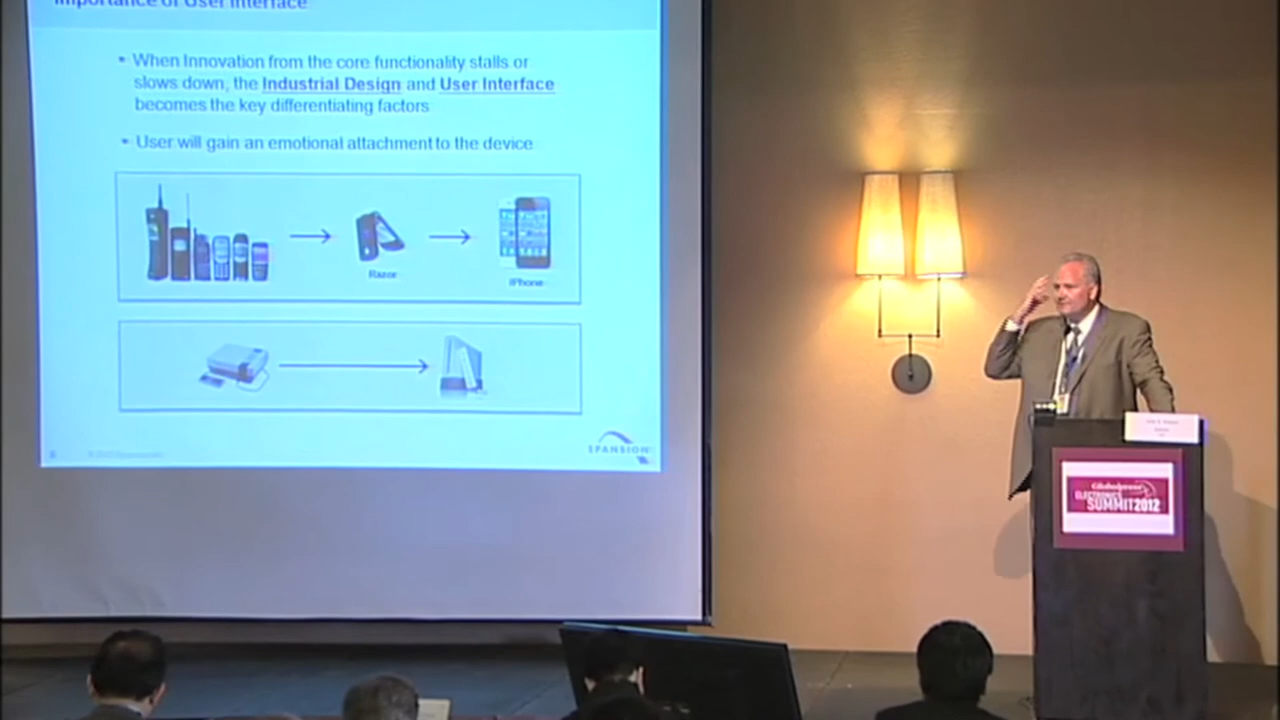 Importance of User Interface
• When Innovation from the core functionality stalls or
slows down, the Industrial Design and User Interface
becomes the key differentiating factors
• User will gain an emotional attachment to the device
Razor
iPhone
SPANSION
Globalpress
ELECTRONICS
SUMMIT2012